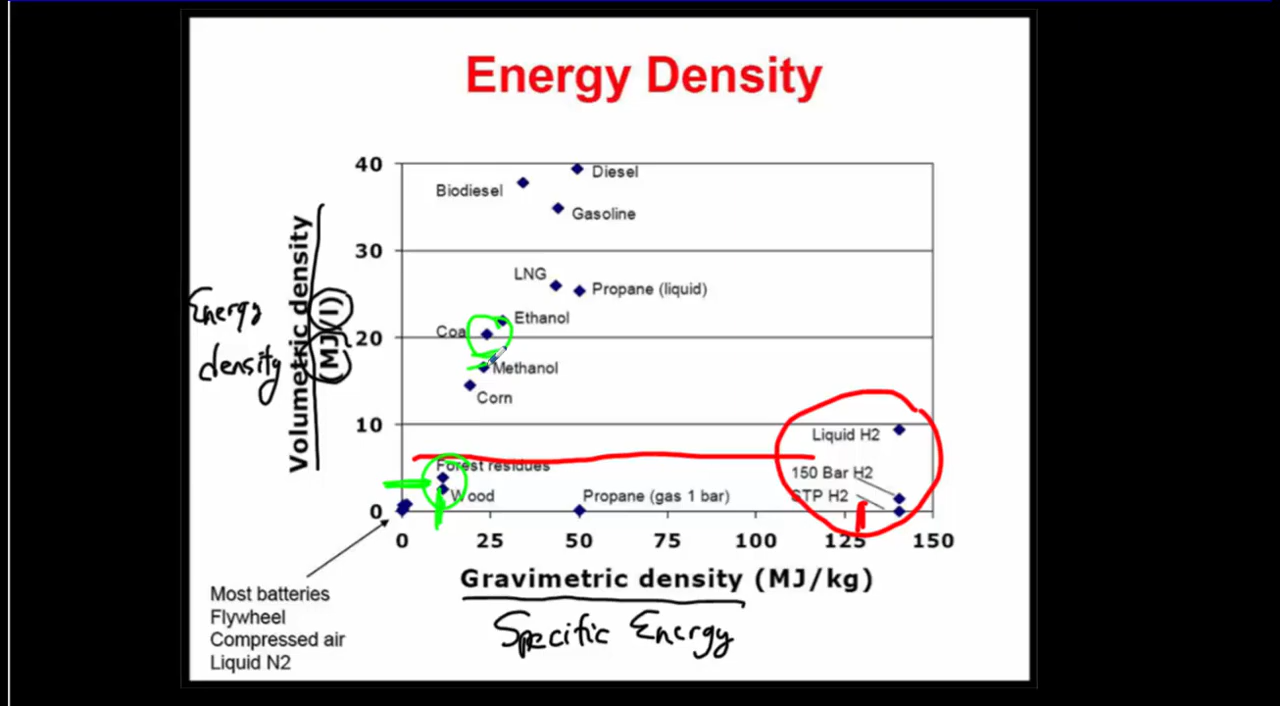 Energy Density
40
Diesel
Biodiesel
Gasoline
30
LNG
Propane (liquid)
Ethanol
20
Coa
Methanol
Corn
10
Liquid H2
Forest residues
150 Bar H2
Wood
Propane (gas 1 bar)
STP H2
0
0 25 50 75 100 125 150
Volumetric density
(MJ/l)
(MJ
Energy
density
Gravimetric density (MJ/kg)
Specific Energy
Most batteries
Flywheel
Compressed air
Liquid N2